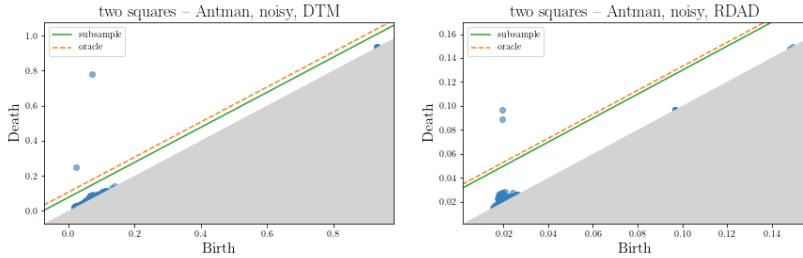 two squares – Antman, noisy, DTM
subsample
oracle
1.0
0.8
0.6
0.4
0.2
0.0
Death
0.0 0.2 0.4 0.6 0.8
Birth
two squares – Antman, noisy, RDAD
subsample
oracle
0.16
0.14
0.12
0.10
0.08
0.06
0.04
0.02
Death
0.02 0.04 0.06 0.08 0.10 0.12 0.14
Birth